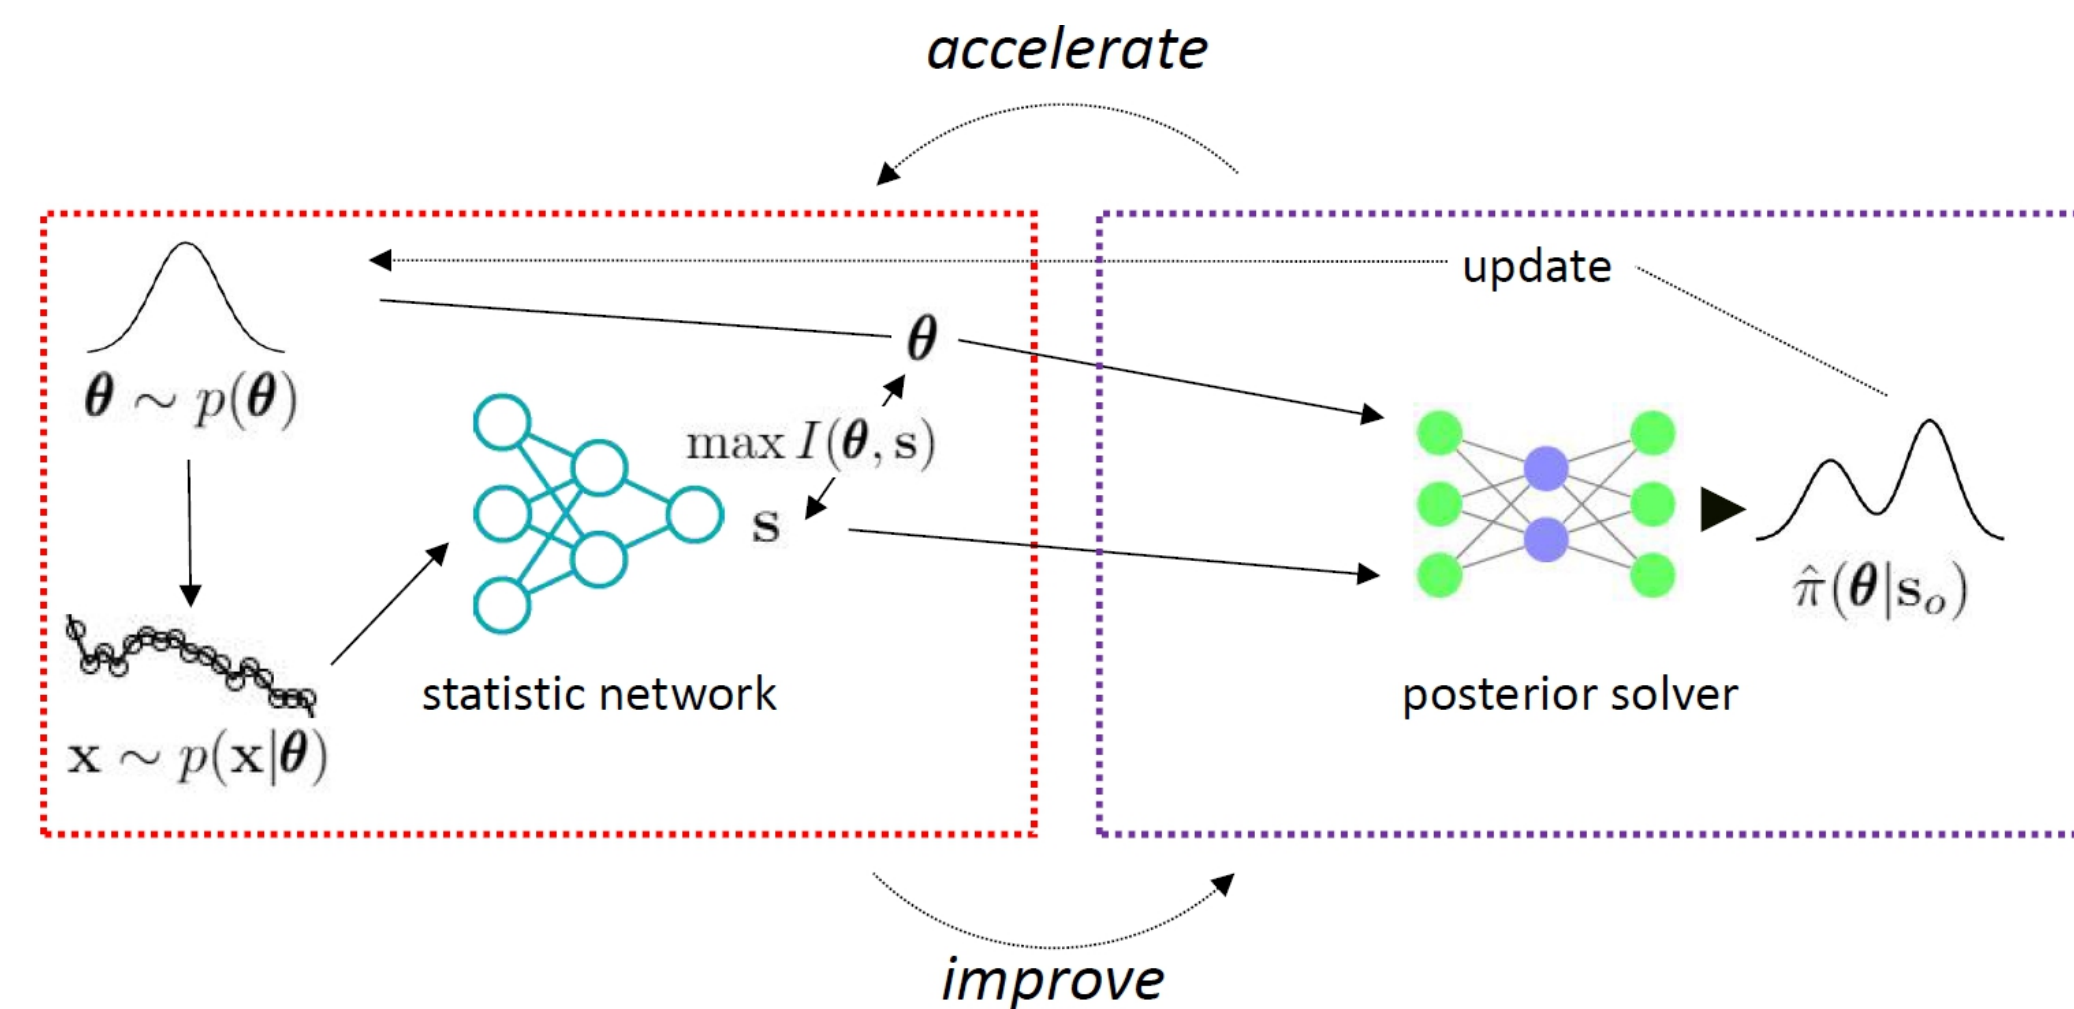 accelerate
update
θ
θ ∼ p(θ)
max I(θ, s)
s
π̂(θ|s_o)
statistic network
posterior solver
x ∼ p(x|θ)
improve